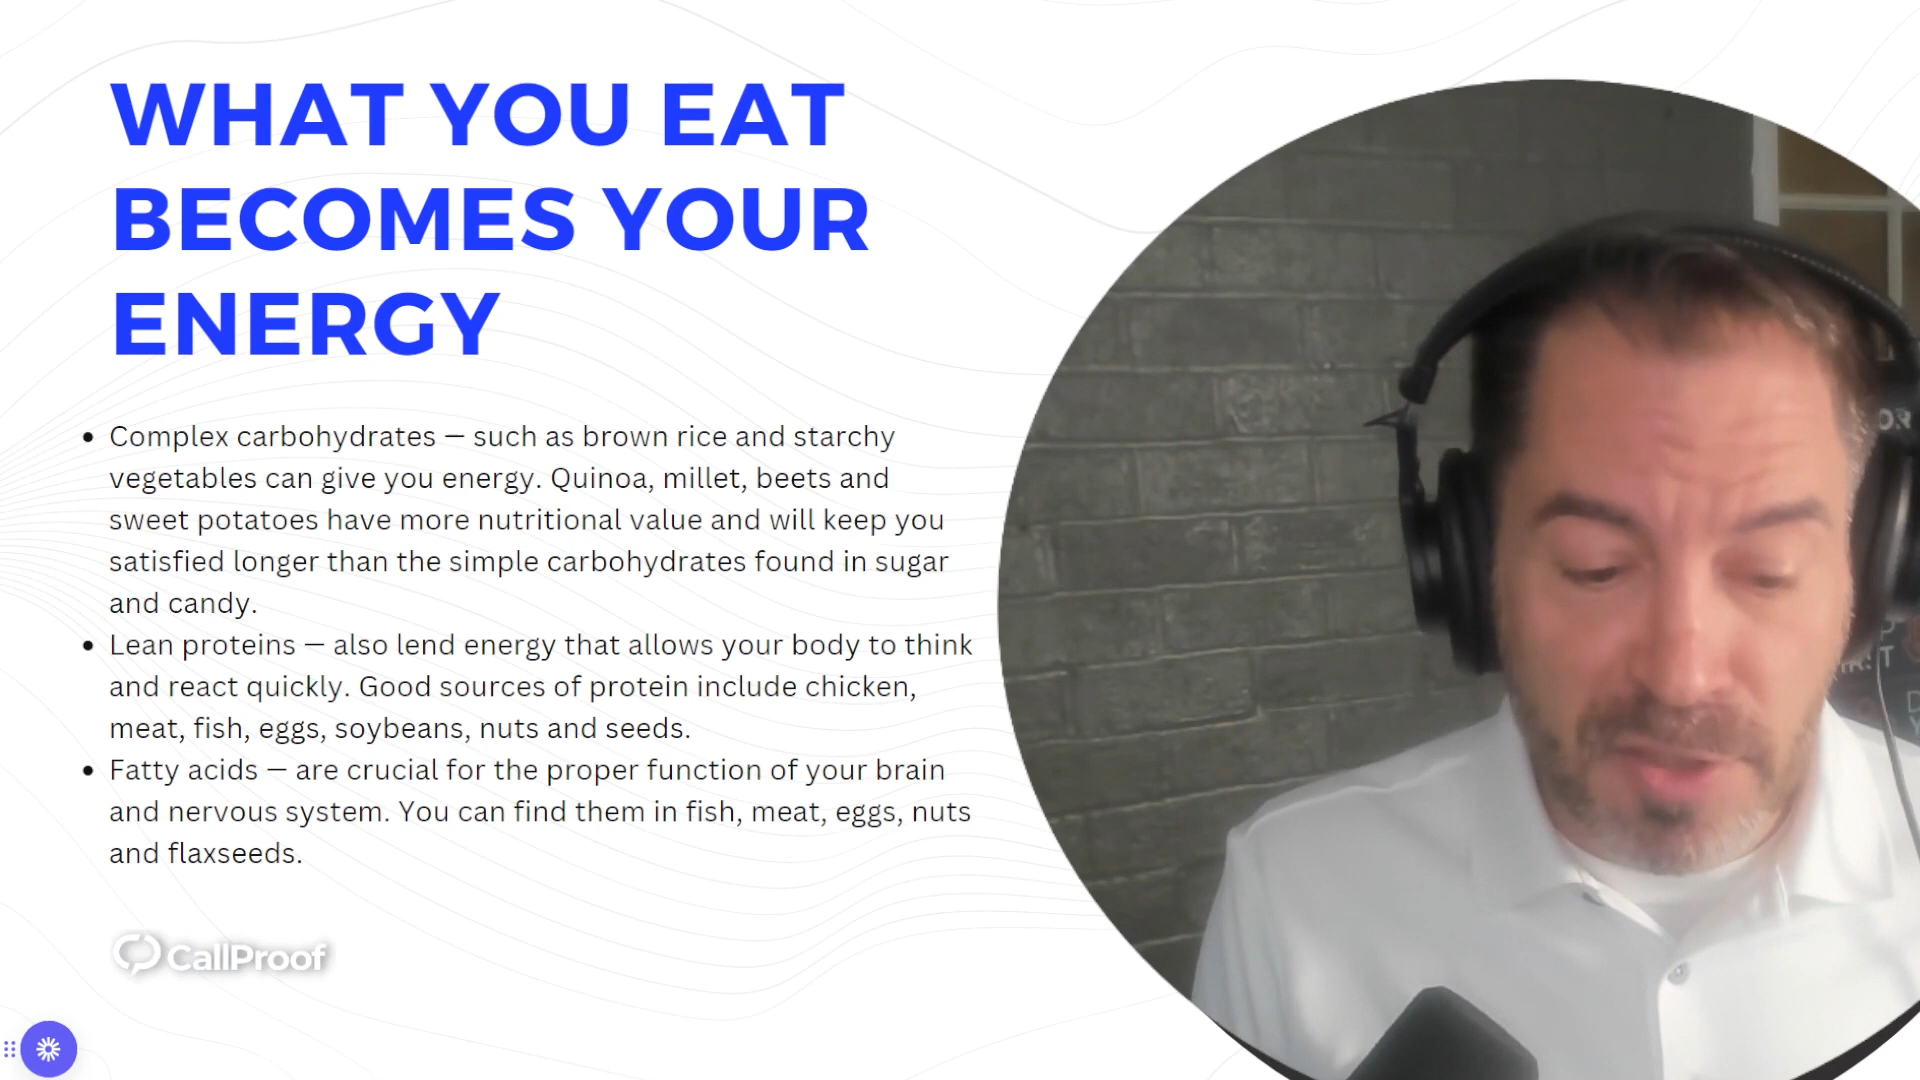 WHAT YOU EAT
BECOMES YOUR
ENERGY
• Complex carbohydrates — such as brown rice and starchy
vegetables can give you energy. Quinoa, millet, beets and
sweet potatoes have more nutritional value and will keep you
satisfied longer than the simple carbohydrates found in sugar
and candy.
• Lean proteins — also lend energy that allows your body to think
and react quickly. Good sources of protein include chicken,
meat, fish, eggs, soybeans, nuts and seeds.
• Fatty acids — are crucial for the proper function of your brain
and nervous system. You can find them in fish, meat, eggs, nuts
and flaxseeds.
CallProof